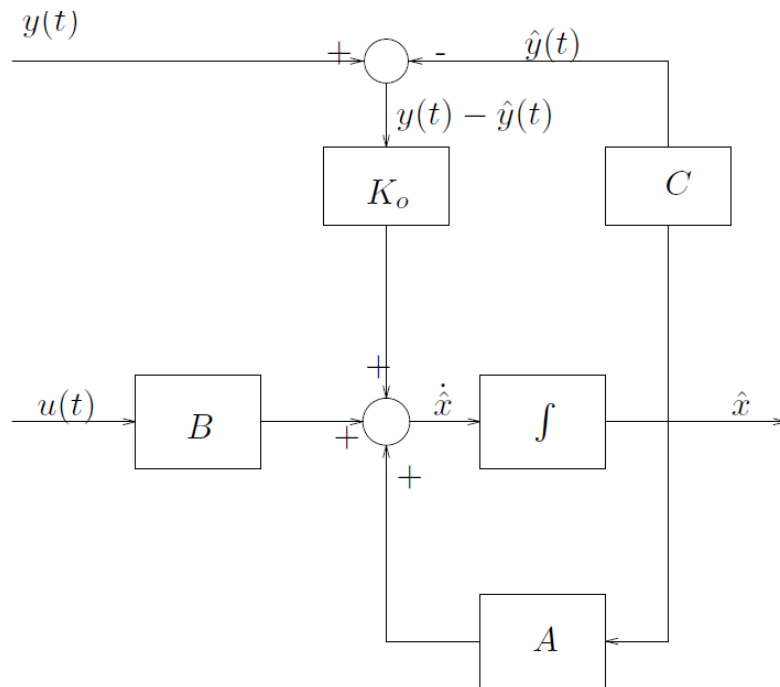 y(t)
+
-
ŷ(t)
y(t) − ŷ(t)
K_o
C
+
u(t)
B
+
+
x̂̇
∫
x̂
A